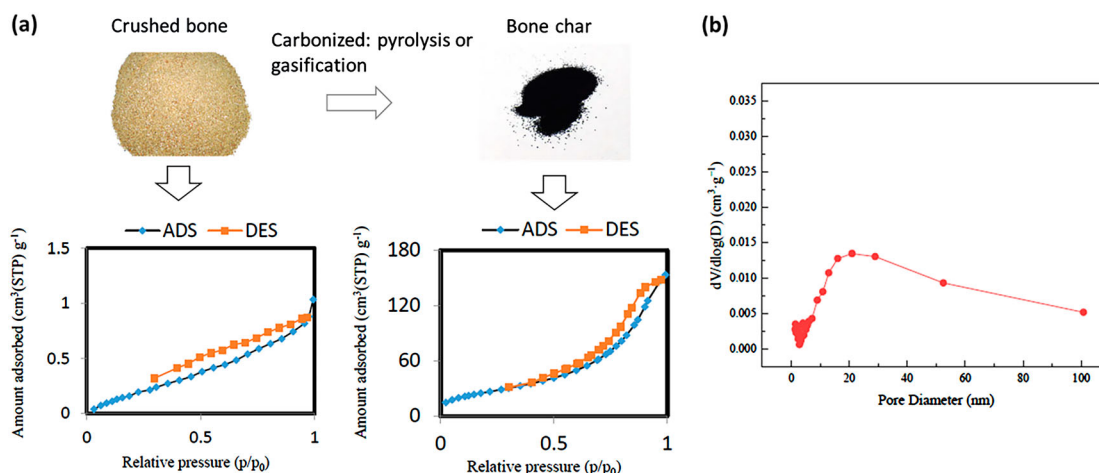 (a)
Crushed bone
Carbonized: pyrolysis or
gasification
Bone char
ADS DES
Amount adsorbed (cm³(STP) g⁻¹
1.5
1
0.5
0
0 0.5 1
Relative pressure (p/p₀)
ADS DES
Amount adsorbed (cm³(STP) g⁻¹
180
120
60
0
0 0.5 1
Relative pressure (p/p₀)
(b)
dV/dlog(D) (cm³·g⁻¹)
0.035
0.030
0.025
0.020
0.015
0.010
0.005
0.000
0 20 40 60 80 100
Pore Diameter (nm)